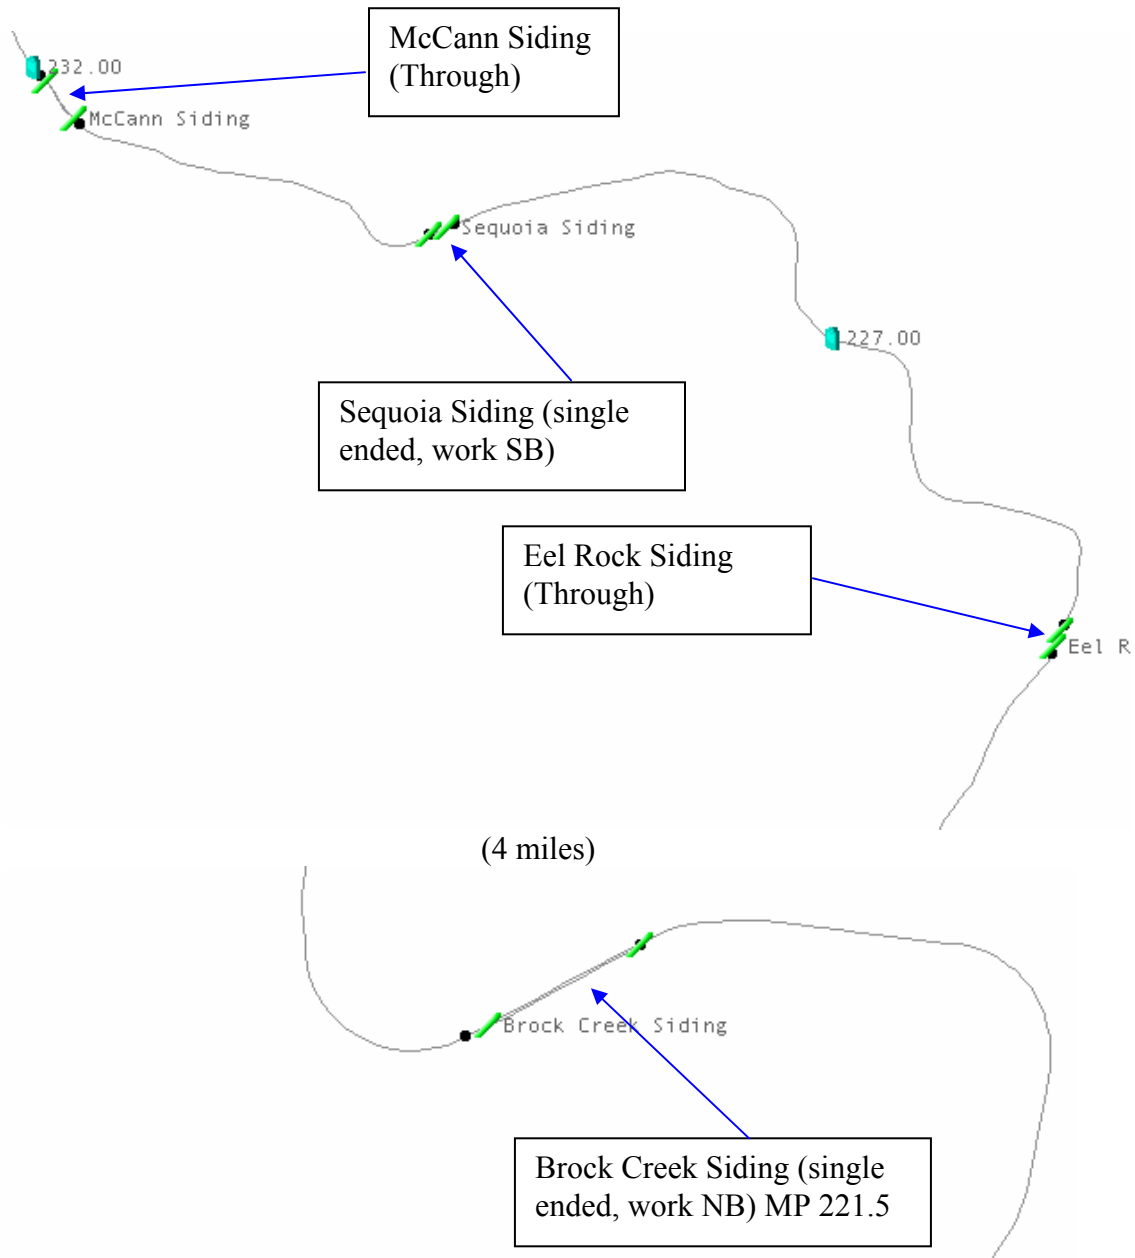 McCann Siding
(Through)
232.00
McCann Siding
Sequoia Siding
227.00
Sequoia Siding (single
ended, work SB)
Eel Rock Siding
(Through)
Eel R
(4 miles)
Brock Creek Siding
Brock Creek Siding (single
ended, work NB) MP 221.5